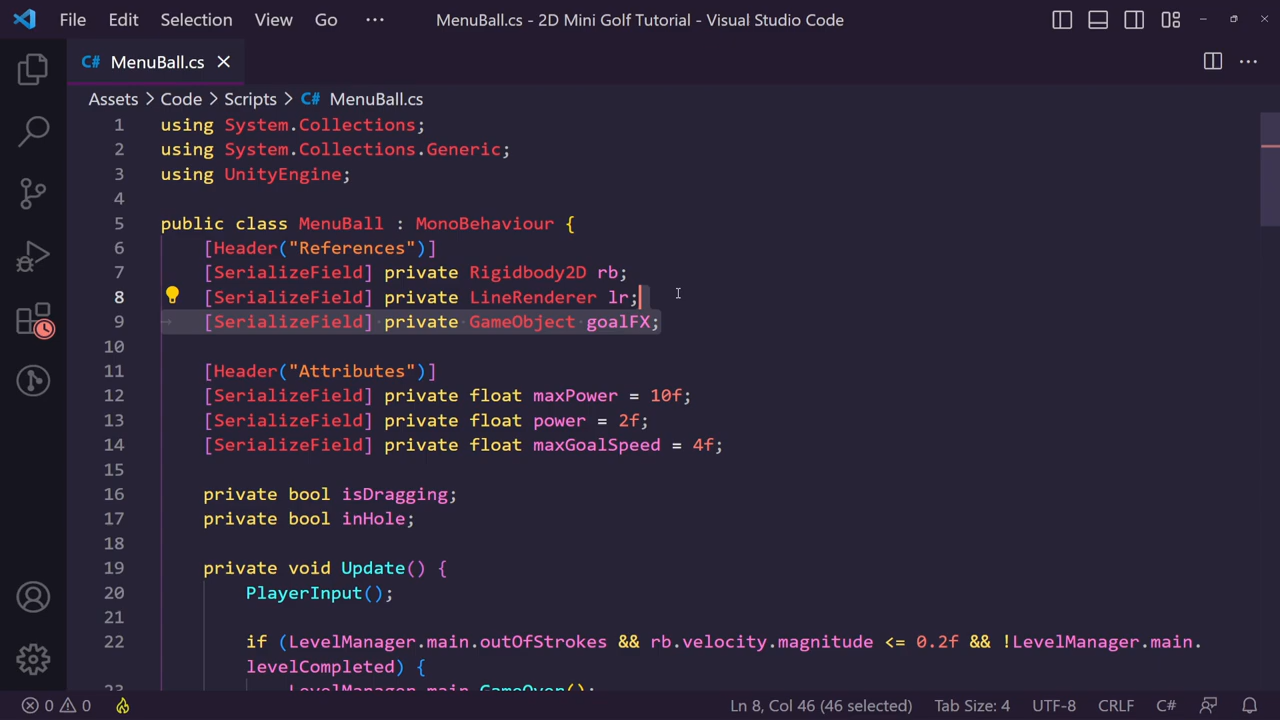 File Edit Selection View Go ··· MenuBall.cs - 2D Mini Golf Tutorial - Visual Studio Code
C# MenuBall.cs
Assets > Code > Scripts > C# MenuBall.cs
1 using System.Collections;
2 using System.Collections.Generic;
3 using UnityEngine;
4
5 public class MenuBall : MonoBehaviour {
6 [Header("References")]
7 [SerializeField] private Rigidbody2D rb;
8 [SerializeField] private LineRenderer lr;
9 [SerializeField] private GameObject goalFX;
10
11 [Header("Attributes")]
12 [SerializeField] private float maxPower = 10f;
13 [SerializeField] private float power = 2f;
14 [SerializeField] private float maxGoalSpeed = 4f;
15
16 private bool isDragging;
17 private bool inHole;
18
19 private void Update() {
20 PlayerInput();
21
22 if (LevelManager.main.outOfStrokes && rb.velocity.magnitude <= 0.2f && !LevelManager.main.
levelCompleted) {
23 LevelManager.main.GameOver();
0 0 Ln 8, Col 46 (46 selected) Tab Size: 4 UTF-8 CRLF C#